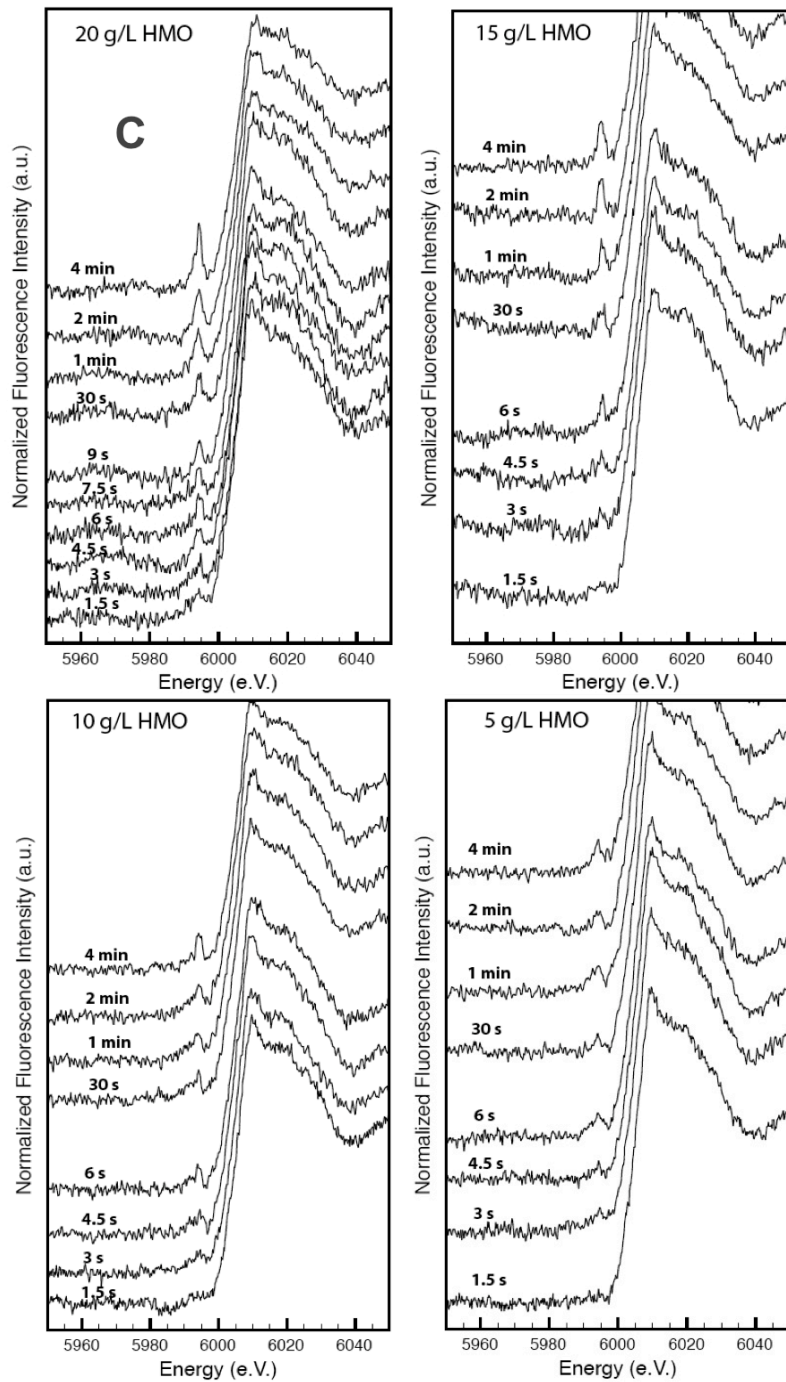 20 g/L HMO
C
4 min
2 min
1 min
30 s
9 s
7.5 s
6 s
4.5 s
3 s
1.5 s
Normalized Fluorescence Intensity (a.u.)
5960 5980 6000 6020 6040
Energy (e.V.)
15 g/L HMO
4 min
2 min
1 min
30 s
6 s
4.5 s
3 s
1.5 s
Normalized Fluorescence Intensity (a.u.)
5960 5980 6000 6020 6040
Energy (e.V.)
10 g/L HMO
4 min
2 min
1 min
30 s
6 s
4.5 s
3 s
1.5 s
Normalized Fluorescence Intensity (a.u.)
5960 5980 6000 6020 6040
Energy (e.V.)
5 g/L HMO
4 min
2 min
1 min
30 s
6 s
4.5 s
3 s
1.5 s
Normalized Fluorescence Intensity (a.u.)
5960 5980 6000 6020 6040
Energy (e.V.)